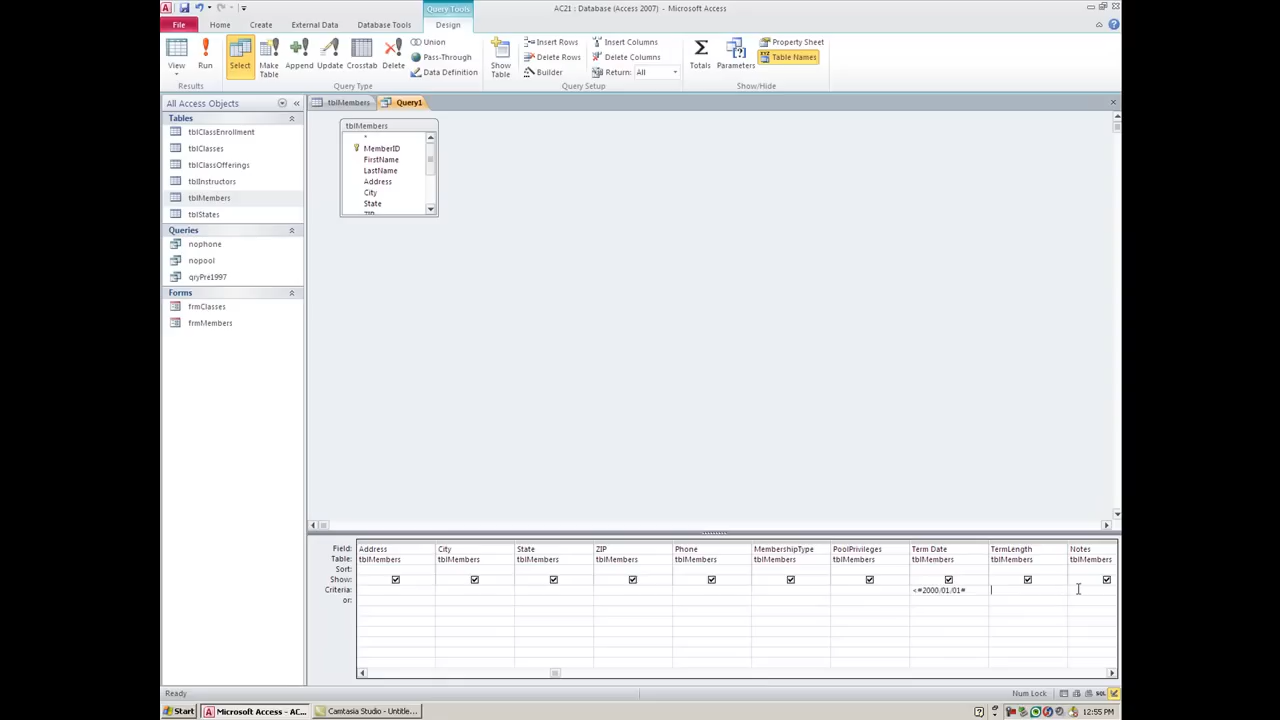 Query Tools
AC21 : Database (Access 2007) - Microsoft Access
File Home Create External Data Database Tools Design
View Run Select Make Table Append Update Crosstab Delete
Union
Pass-Through
Data Definition
Show Table
Insert Rows
Delete Rows
Builder
Insert Columns
Delete Columns
Return: All
Totals Parameters
Property Sheet
Table Names
Results Query Type Query Setup Show/Hide
All Access Objects
Tables
tblClassEnrollment
tblClasses
tblClassOfferings
tblInstructors
tblMembers
tblStates
Queries
nophone
nopool
qryPre1997
Forms
frmClasses
frmMembers
tblMembers Query1
tblMembers
*
MemberID
FirstName
LastName
Address
City
State
ZIP
Field: Address City State ZIP Phone MembershipType PoolPrivileges Term Date TermLength Notes
Table: tblMembers tblMembers tblMembers tblMembers tblMembers tblMembers tblMembers tblMembers tblMembers tblMembers
Sort:
Show:
Criteria: <#2000/01/01#
or:
Ready
Num Lock
SQL
Start Microsoft Access - AC... Camtasia Studio - Untitle...
12:55 PM